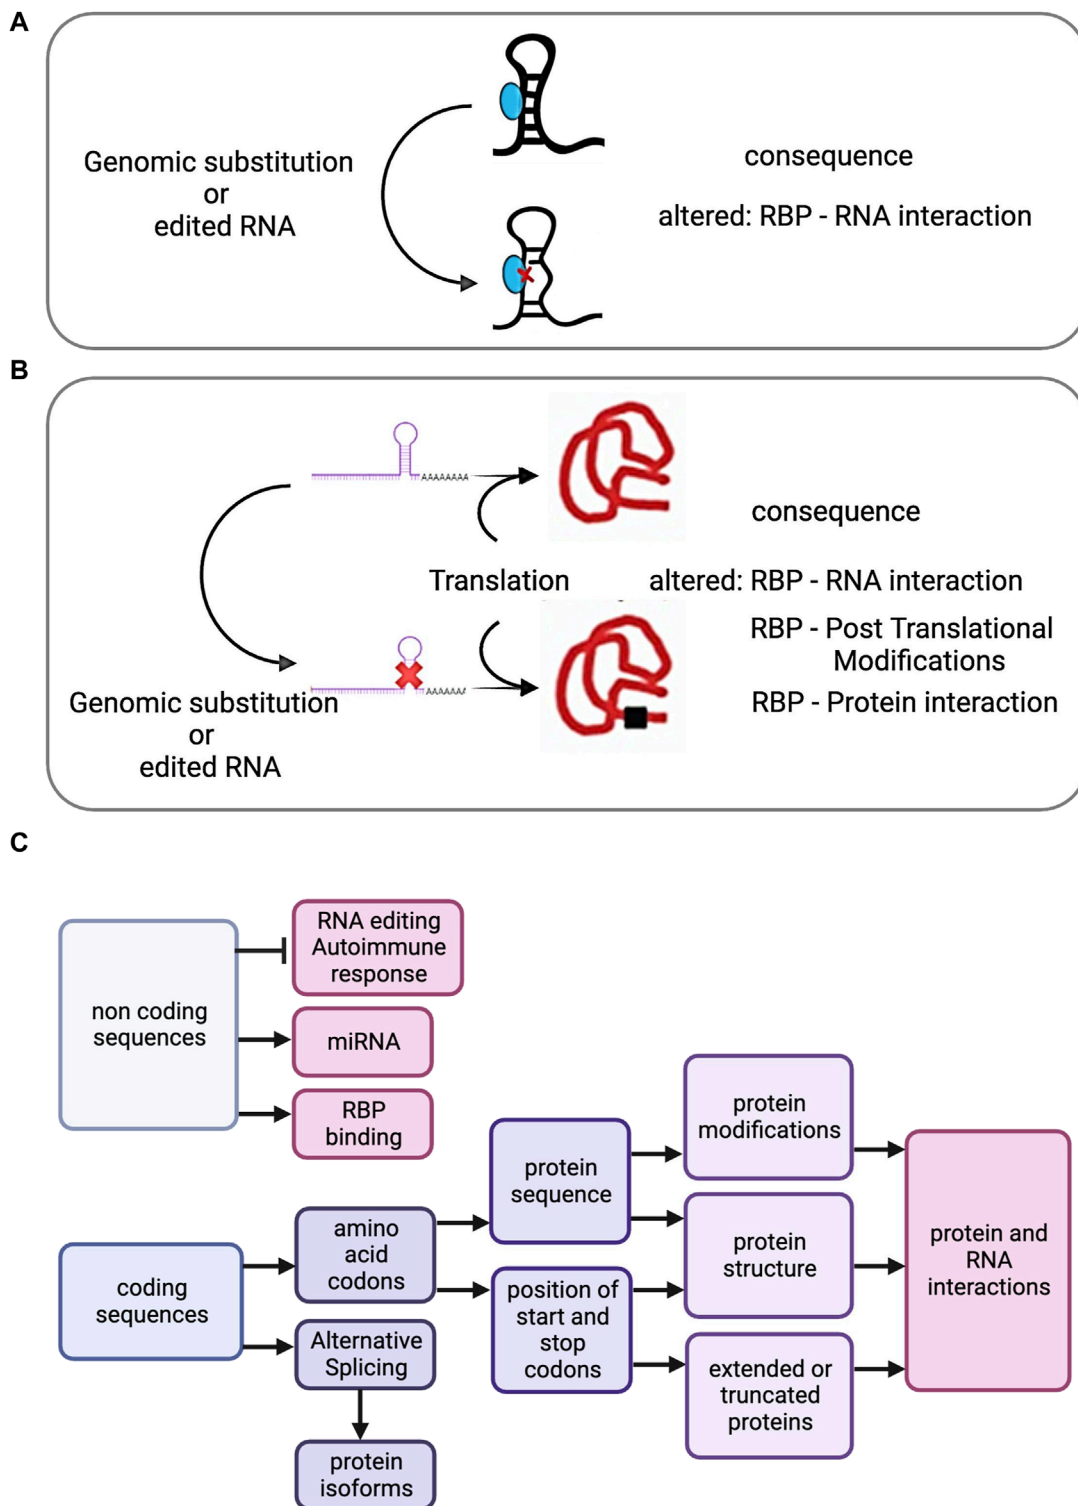 A
Genomic substitution
or
edited RNA
consequence
altered: RBP - RNA interaction
B
AAAAAAAA
consequence
Translation
altered: RBP - RNA interaction
RBP - Post Translational
Modifications
RBP - Protein interaction
AAAAAAA
Genomic substitution
or
edited RNA
C
non coding
sequences
RNA editing
Autoimmune
response
miRNA
RBP
binding
coding
sequences
amino
acid
codons
Alternative
Splicing
protein
isoforms
protein
sequence
position of
start and
stop
codons
protein
modifications
protein
structure
extended or
truncated
proteins
protein and
RNA
interactions